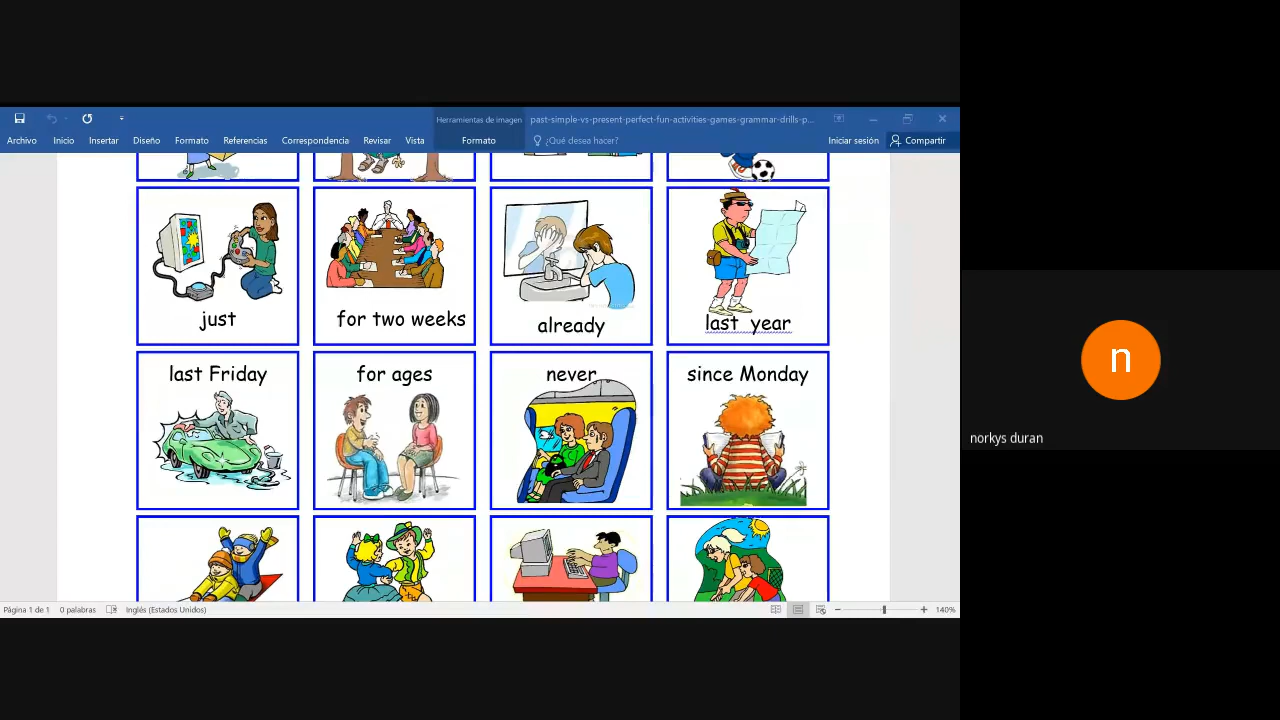 Herramientas de imagen
past-simple-vs-present-perfect-fun-activities-games-grammar-drills-p...
Archivo
Inicio
Insertar
Diseño
Formato
Referencias
Correspondencia
Revisar
Vista
Formato
¿Qué desea hacer?
Iniciar sesión
Compartir
just
for two weeks
already
last year
last Friday
for ages
never
since Monday
n
norkys duran
Página 1 de 1
0 palabras
Inglés (Estados Unidos)
140%